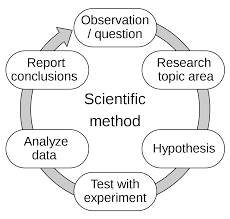 Observation
/ question
Research
topic area
Hypothesis
Test with
experiment
Analyze
data
Report
conclusions
Scientific
method